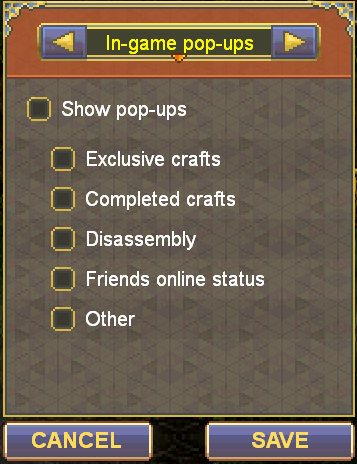 In-game pop-ups
Show pop-ups
Exclusive crafts
Completed crafts
Disassembly
Friends online status
Other
CANCEL SAVE